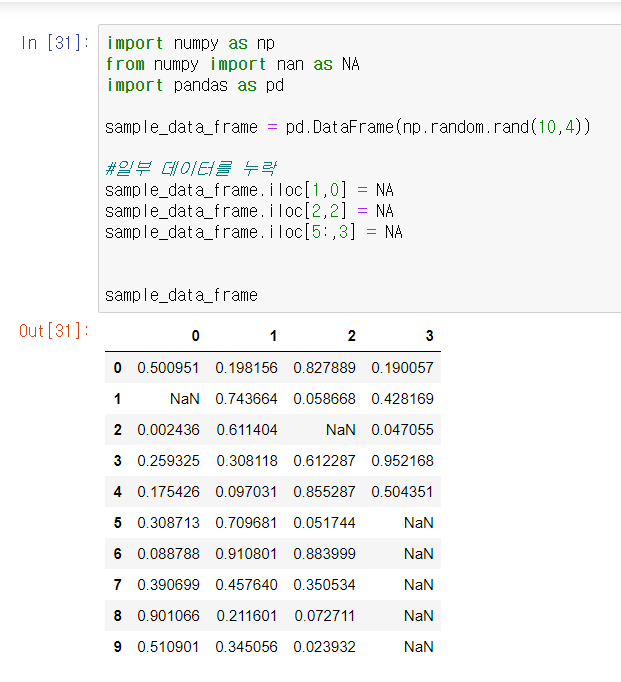 In [31]: import numpy as np
from numpy import nan as NA
import pandas as pd
sample_data_frame = pd.DataFrame(np.random.rand(10,4))
#일부 데이터를 누락
sample_data_frame.iloc[1,0] = NA
sample_data_frame.iloc[2,2] = NA
sample_data_frame.iloc[5:,3] = NA
sample_data_frame
Out[31]:
0 1 2 3
0 0.500951 0.198156 0.827889 0.190057
1 NaN 0.743664 0.058668 0.428169
2 0.002436 0.611404 NaN 0.047055
3 0.259325 0.308118 0.612287 0.952168
4 0.175426 0.097031 0.855287 0.504351
5 0.308713 0.709681 0.051744 NaN
6 0.088788 0.910801 0.883999 NaN
7 0.390699 0.457640 0.350534 NaN
8 0.901066 0.211601 0.072711 NaN
9 0.510901 0.345056 0.023932 NaN